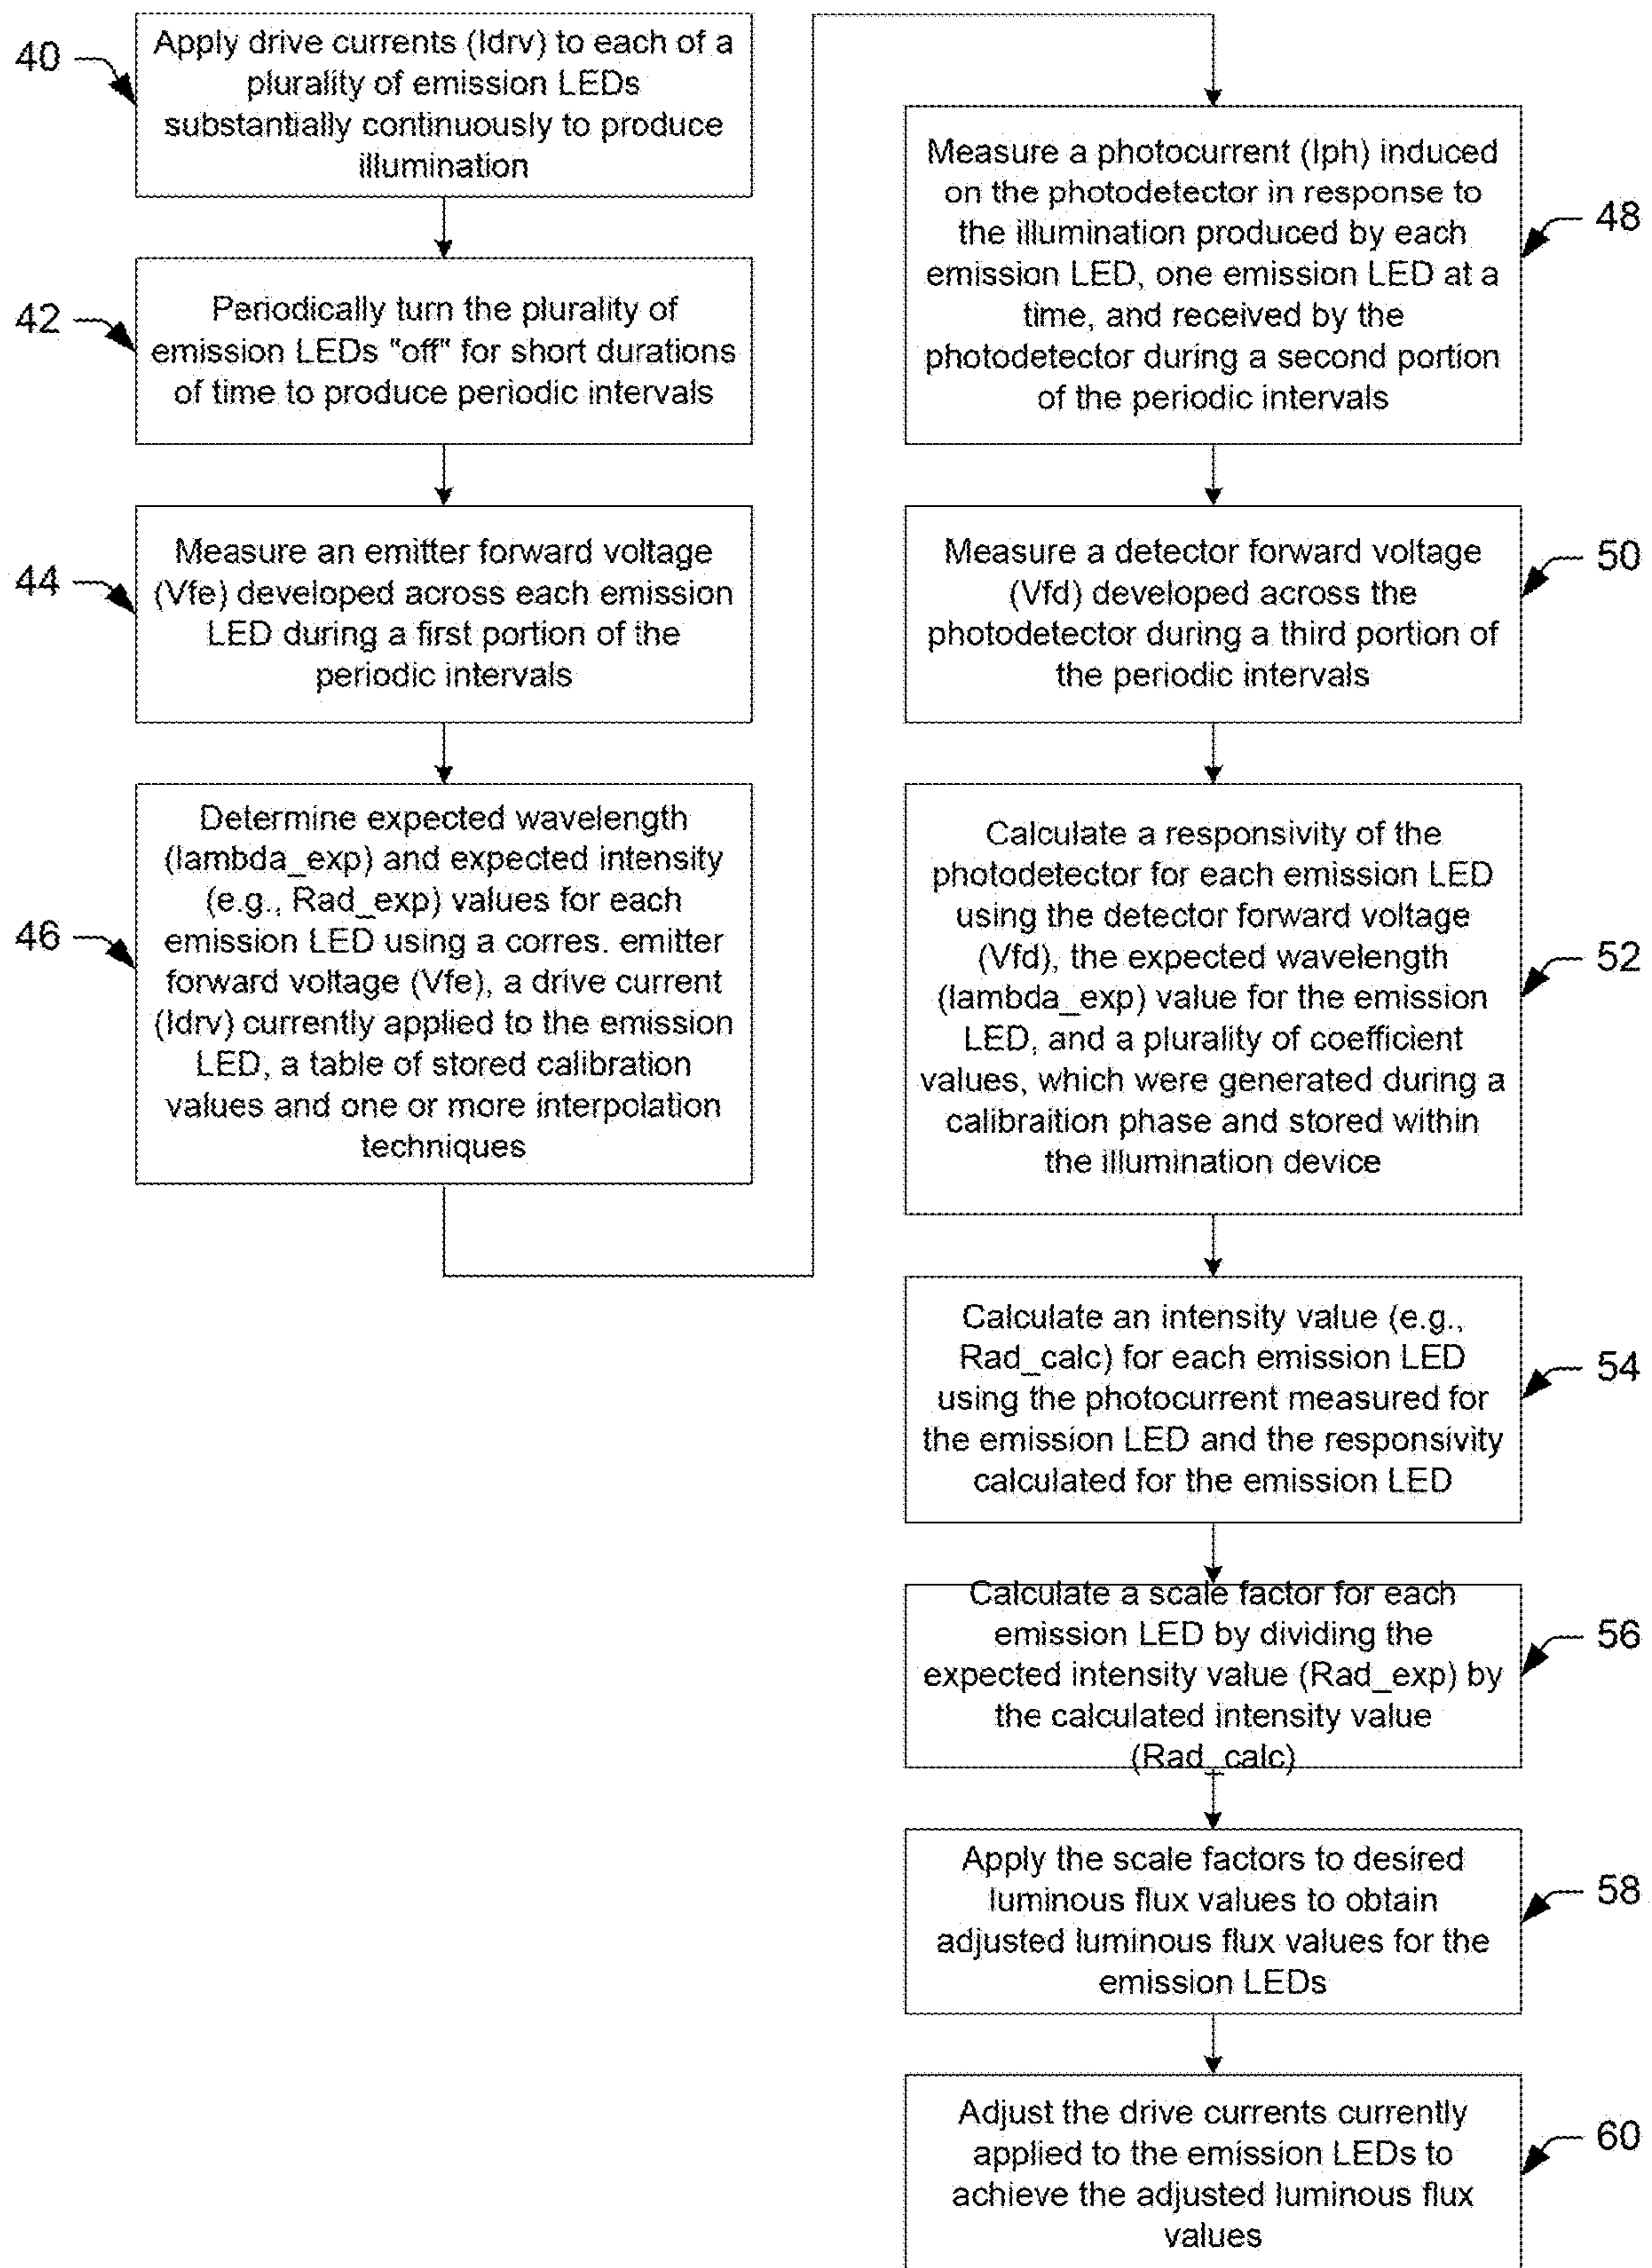 40
Apply drive currents (Idrv) to each of a
plurality of emission LEDs
substantially continuously to produce
illumination
42
Periodically turn the plurality of
emission LEDs "off" for short durations
of time to produce periodic intervals
44
Measure an emitter forward voltage
(Vfe) developed across each emission
LED during a first portion of the
periodic intervals
46
Determine expected wavelength
(lambda_exp) and expected intensity
(e.g., Rad_exp) values for each
emission LED using a corres. emitter
forward voltage (Vfe), a drive current
(Idrv) currently applied to the emission
LED, a table of stored calibration
values and one or more interpolation
techniques
Measure a photocurrent (Iph) induced
on the photodetector in response to
the illumination produced by each
emission LED, one emission LED at a
time, and received by the
photodetector during a second portion
of the periodic intervals
48
Measure a detector forward voltage
(Vfd) developed across the
photodetector during a third portion of
the periodic intervals
50
Calculate a responsivity of the
photodetector for each emission LED
using the detector forward voltage
(Vfd), the expected wavelength
(lambda_exp) value for the emission
LED, and a plurality of coefficient
values, which were generated during a
calibraition phase and stored within
the illumination device
52
Calculate an intensity value (e.g.,
Rad_calc) for each emission LED
using the photocurrent measured for
the emission LED and the responsivity
calculated for the emission LED
54
Calculate a scale factor for each
emission LED by dividing the
expected intensity value (Rad_exp) by
the calculated intensity value
(Rad_calc)
56
Apply the scale factors to desired
luminous flux values to obtain
adjusted luminous flux values for the
emission LEDs
58
Adjust the drive currents currently
applied to the emission LEDs to
achieve the adjusted luminous flux
values
60